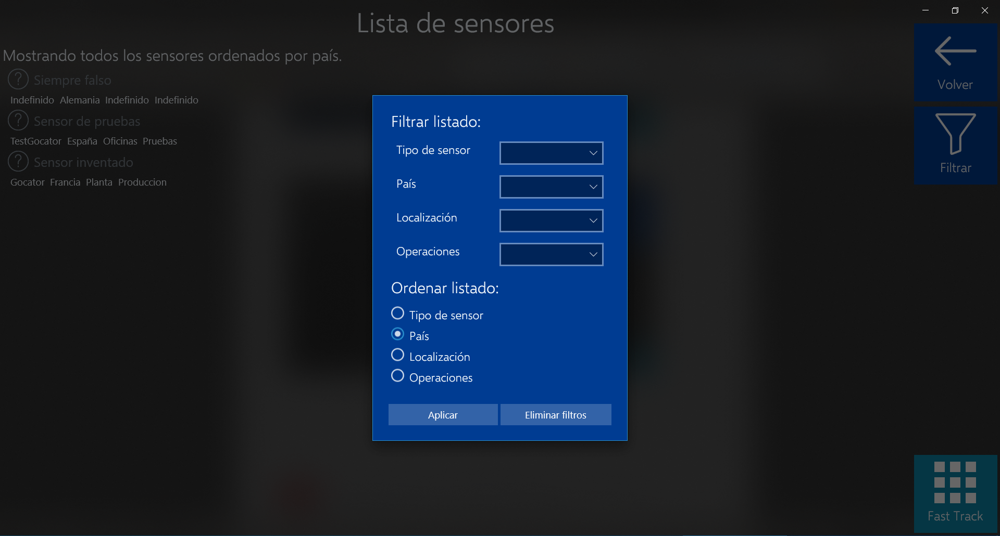 Lista de sensores
Mostrando todos los sensores ordenados por país.
? Siempre falso
Indefinido Alemania Indefinido Indefinido
? Sensor de pruebas
TestGocator España Oficinas Pruebas
? Sensor inventado
Gocator Francia Planta Produccion
Filtrar listado:
Tipo de sensor
País
Localización
Operaciones
Ordenar listado:
Tipo de sensor
País
Localización
Operaciones
Aplicar
Eliminar filtros
Volver
Filtrar
Fast Track